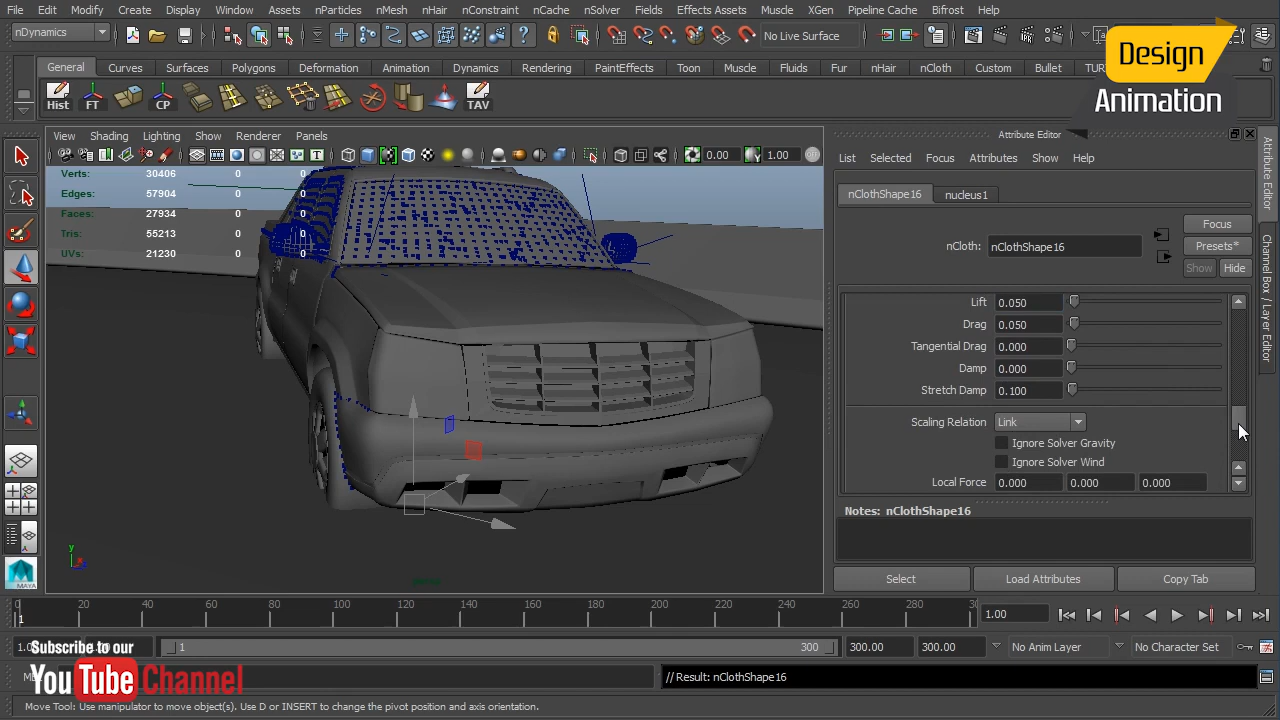 File Edit Modify Create Display Window Assets nParticles nMesh nHair nConstraint nCache nSolver Fields Effects Assets Muscle XGen Pipeline Cache Bifrost Help
nDynamics
No Live Surface
Design
Animation
General Curves Surfaces Polygons Deformation Animation Dynamics Rendering PaintEffects Toon Muscle Fluids Fur nHair nCloth Custom Bullet TUR
Hist FT CP TAV
View Shading Lighting Show Renderer Panels
0.00 1.00
Verts: 30406 0 0
Edges: 57904 0 0
Faces: 27934 0 0
Tris: 55213 0 0
UVs: 21230 0 0
persp
y
Attribute Editor
List Selected Focus Attributes Show Help
nClothShape16 nucleus1
nCloth: nClothShape16
Focus
Presets*
Show Hide
Lift 0.050
Drag 0.050
Tangential Drag 0.000
Damp 0.000
Stretch Damp 0.100
Scaling Relation Link
Ignore Solver Gravity
Ignore Solver Wind
Local Force 0.000 0.000 0.000
Notes: nClothShape16
Select Load Attributes Copy Tab
Attribute Editor
Channel Box / Layer Editor
MAYA
0 20 40 60 80 100 120 140 160 180 200 220 240 260 280 30
1
1.00
1 300 300.00 300.00 No Anim Layer No Character Set
Subscribe to our
YouTube Channel
// Result: nClothShape16
Move Tool: Use manipulator to move object(s). Use D or INSERT to change the pivot position and axis orientation.